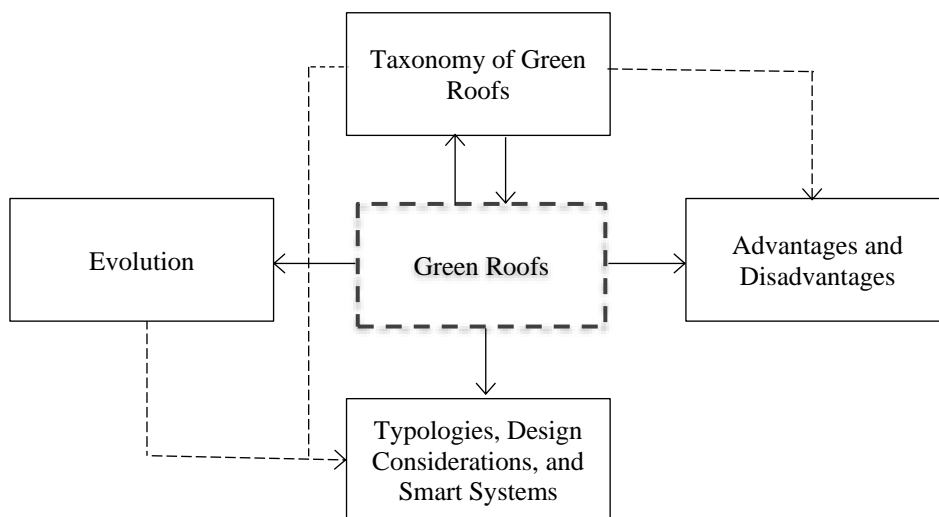 Taxonomy of Green
Roofs
Evolution
Green Roofs
Advantages and
Disadvantages
Typologies, Design
Considerations, and
Smart Systems